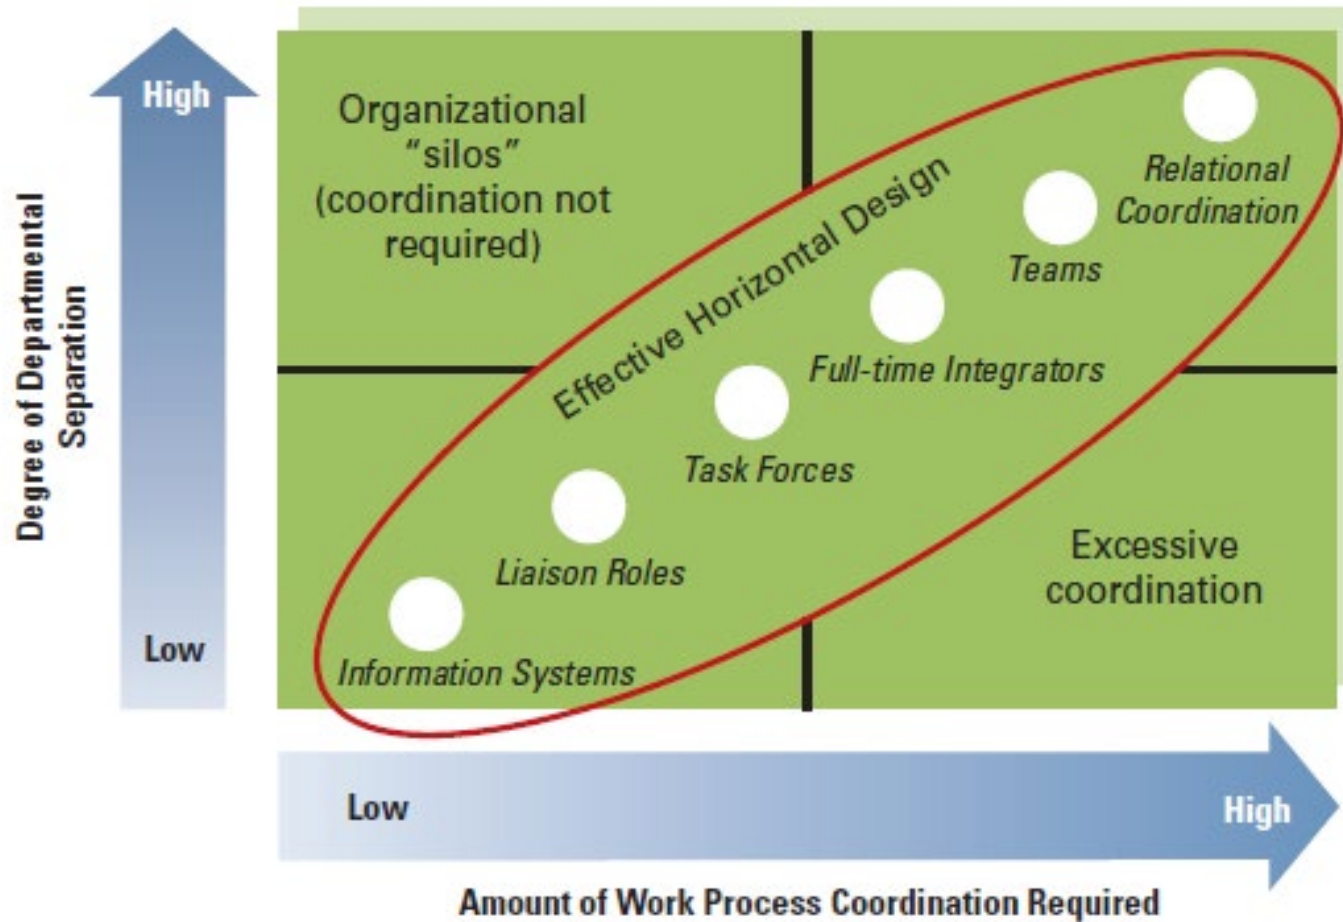 High
Degree of Departmental
Separation
Low
Organizational
“silos”
(coordination not
required)
Effective Horizontal Design
Relational
Coordination
Teams
Full-time Integrators
Task Forces
Liaison Roles
Information Systems
Excessive
coordination
Low
High
Amount of Work Process Coordination Required